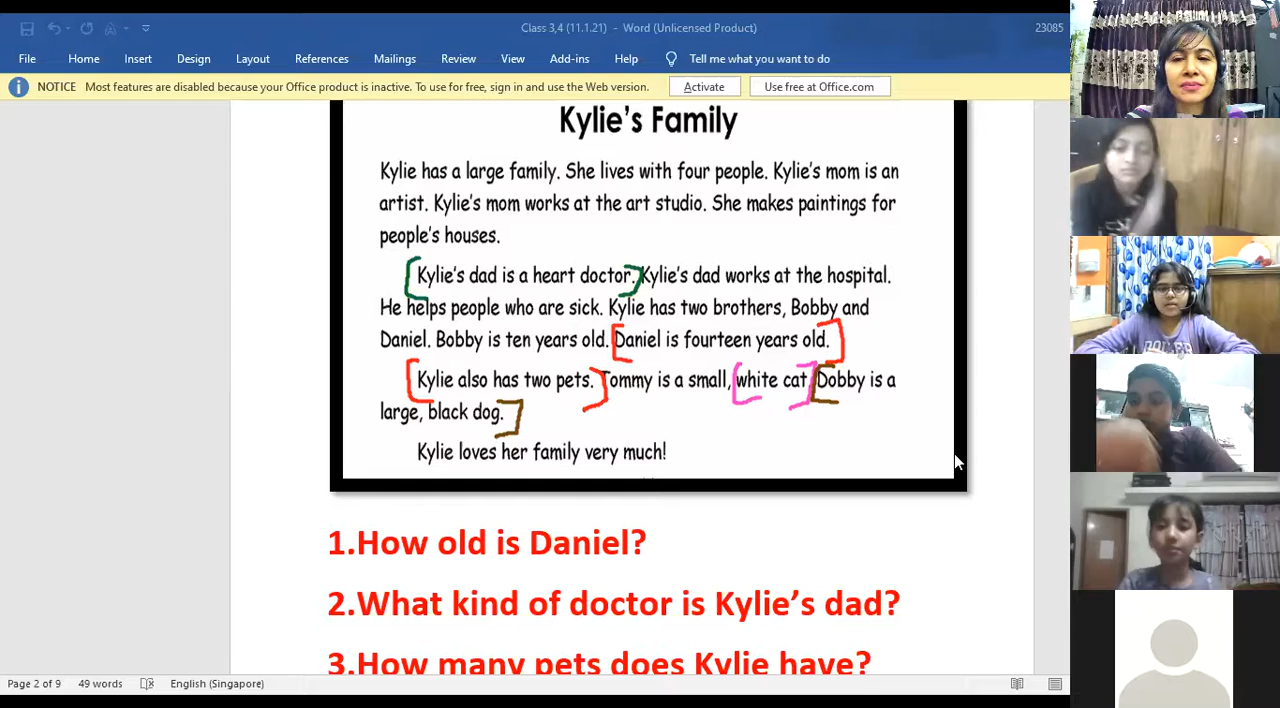 Class 3,4 (11.1.21) - Word (Unlicensed Product)
23085
File Home Insert Design Layout References Mailings Review View Add-ins Help Tell me what you want to do
NOTICE Most features are disabled because your Office product is inactive. To use for free, sign in and use the Web version. Activate Use free at Office.com
Kylie's Family
Kylie has a large family. She lives with four people. Kylie's mom is an
artist. Kylie's mom works at the art studio. She makes paintings for
people's houses.
Kylie's dad is a heart doctor. Kylie's dad works at the hospital.
He helps people who are sick. Kylie has two brothers, Bobby and
Daniel. Bobby is ten years old. Daniel is fourteen years old.
Kylie also has two pets. Tommy is a small, white cat. Dobby is a
large, black dog.
Kylie loves her family very much!
1.How old is Daniel?
2.What kind of doctor is Kylie’s dad?
3.How many pets does Kylie have?
Page 2 of 9 49 words English (Singapore)